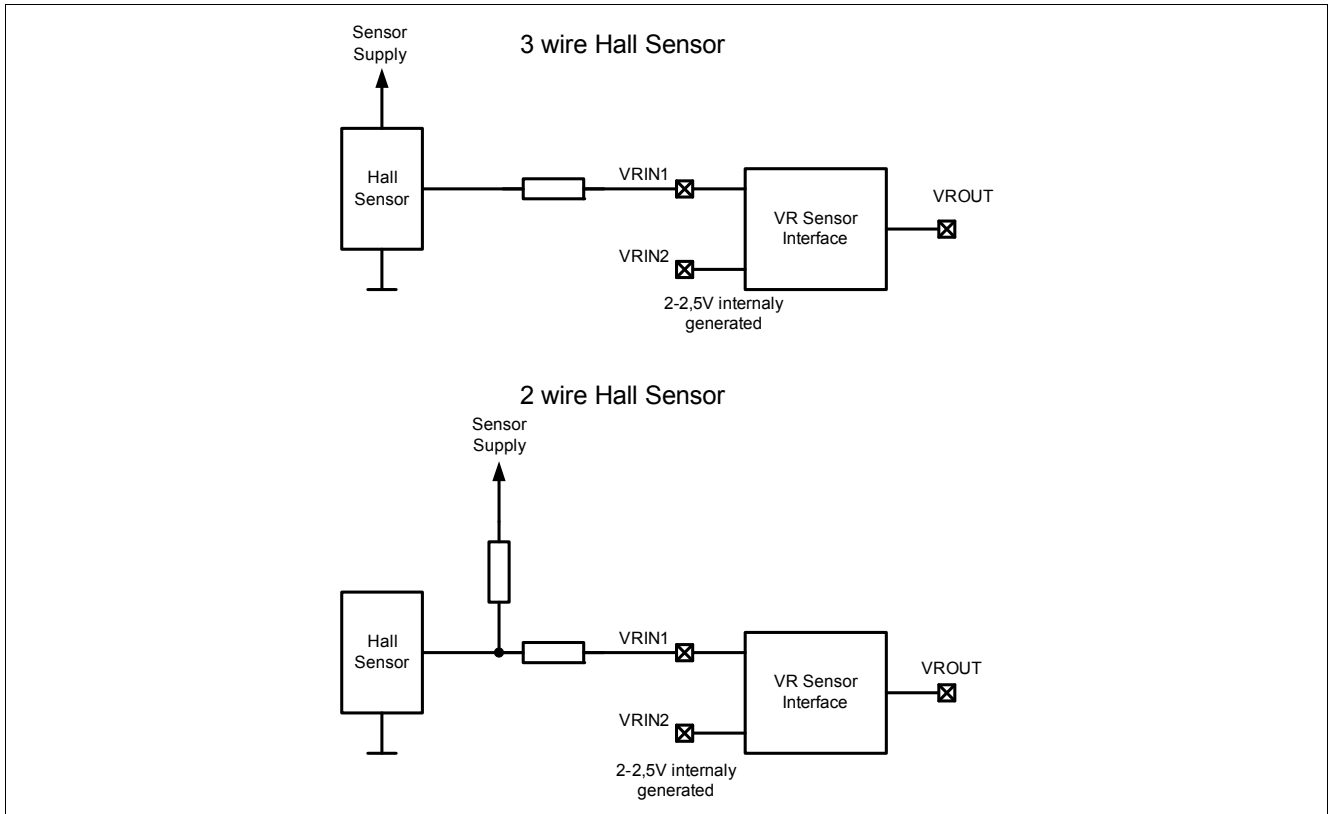 3 wire Hall Sensor
Sensor
Supply
Hall
Sensor
VRIN1
VRIN2
2-2,5V internaly
generated
VR Sensor
Interface
VROUT
2 wire Hall Sensor
Sensor
Supply
Hall
Sensor
VRIN1
VRIN2
2-2,5V internaly
generated
VR Sensor
Interface
VROUT